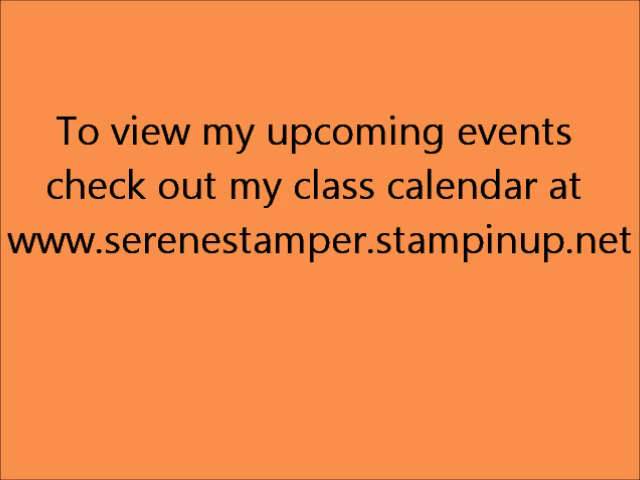 To view my upcoming events
check out my class calendar at
www.serenestamper.stampinup.net